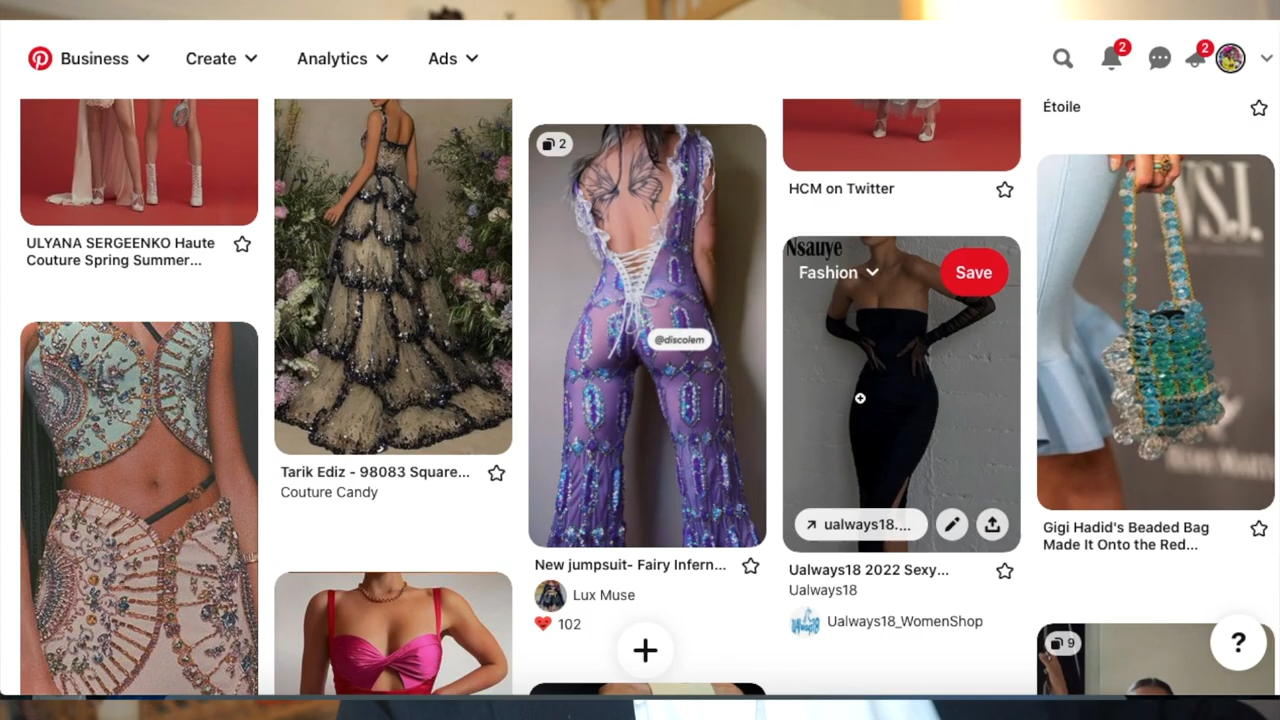 Business
Create
Analytics
Ads
2
2
ULYANA SERGEENKO Haute
Couture Spring Summer...
Tarik Ediz - 98083 Square...
Couture Candy
2
@discolem
New jumpsuit- Fairy Infern...
Lux Muse
102
HCM on Twitter
Nsauye
Fashion
Save
ualways18....
Ualways18 2022 Sexy...
Ualways18
Ualways18_WomenShop
Étoile
WSJ.
Gigi Hadid's Beaded Bag
Made It Onto the Red...
9
?